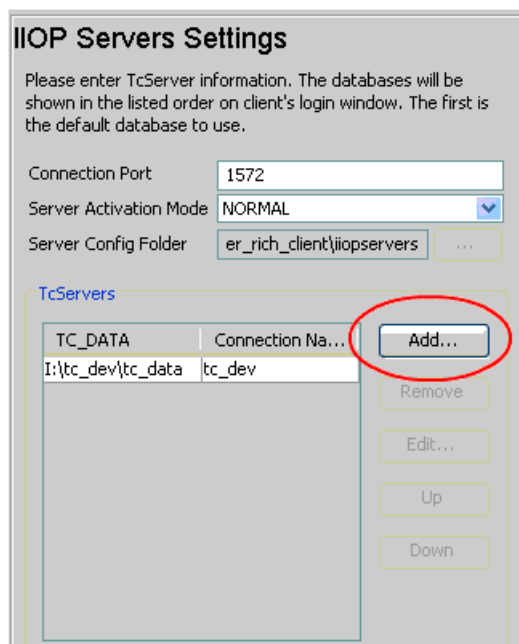 IIOP Servers Settings
Please enter TcServer information. The databases will be
shown in the listed order on client's login window. The first is
the default database to use.
Connection Port 1572
Server Activation Mode NORMAL
Server Config Folder er_rich_client\iiopservers ...
TcServers
TC_DATA Connection Na... Add...
I:\tc_dev\tc_data tc_dev
Remove
Edit...
Up
Down